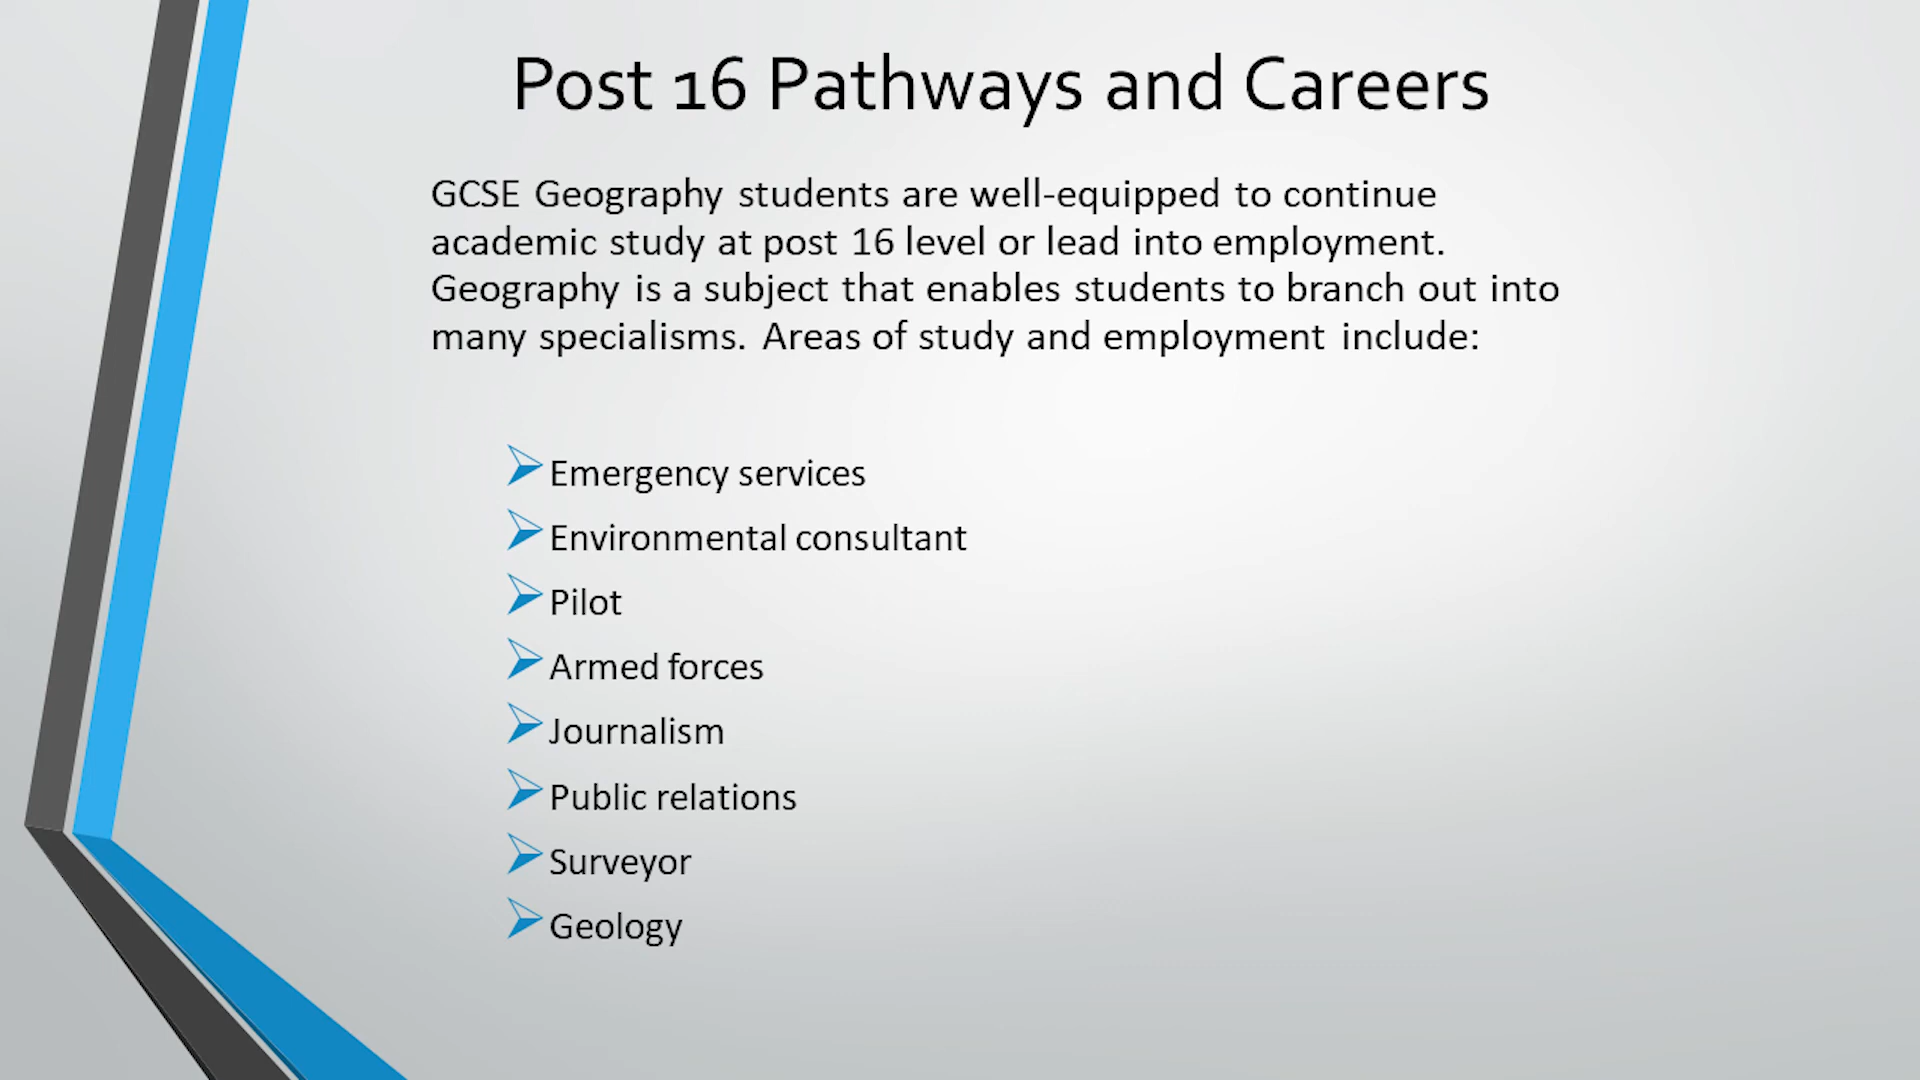 Post 16 Pathways and Careers
GCSE Geography students are well-equipped to continue
academic study at post 16 level or lead into employment.
Geography is a subject that enables students to branch out into
many specialisms. Areas of study and employment include:
Emergency services
Environmental consultant
Pilot
Armed forces
Journalism
Public relations
Surveyor
Geology